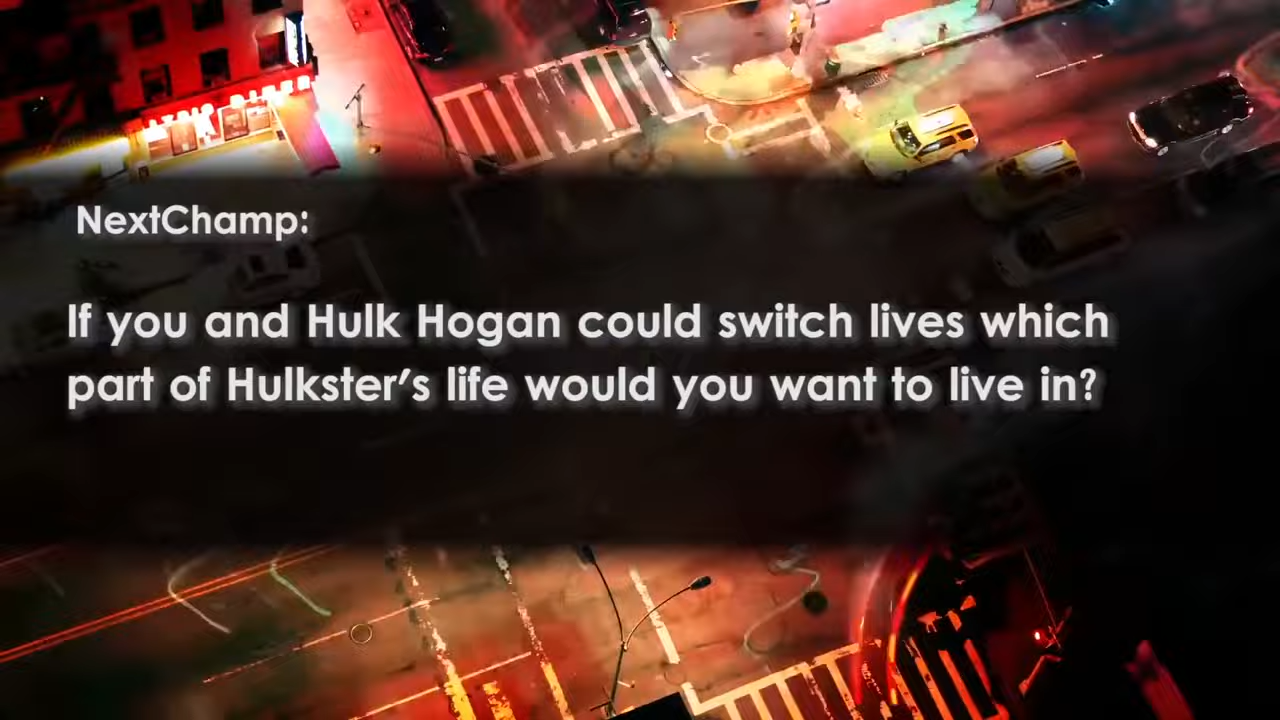 NextChamp:
If you and Hulk Hogan could switch lives which
part of Hulkster's life would you want to live in?